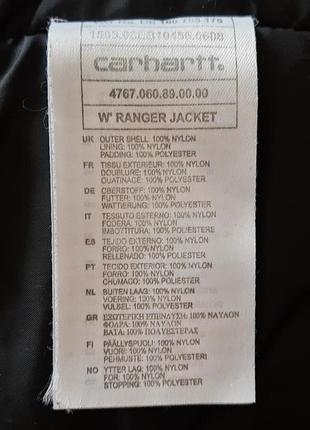 carhartt.
4767.060.89.00.00
W' RANGER JACKET
UK OUTER SHELL: 100% NYLON
LINING: 100% NYLON
PADDING: 100% POLYESTER
FR TISSU EXTERIEUR: 100% NYLON
DOUBLURE: 100% NYLON
OUATINAGE: 100% POLYESTER
DE OBERSTOFF: 100% NYLON
FUTTER: 100% NYLON
WATTIERUNG: 100% POLYESTER
IT TESSUTO ESTERNO: 100% NYLON
FODERA: 100% NYLON
IMBOTTITURA: 100% POLIESTERE
ES TEJIDO EXTERNO: 100% NYLON
FORRO: 100% NYLON
RELLENADO: 100% POLIESTER
PT TECIDO EXTERIOR: 100% NYLON
FORRO: 100% NYLON
CHUMAGO: 100% POLIESTER
NL BUITEN LAAG: 100% NYLON
VOERING: 100% NYLON
VULSEL: 100% POLYESTER
GR ΕΞΩΤΕΡΙΚΗ ΕΠΕΝΔΥΣΗ: 100% ΝΑΥΛΟΝ
ΦΟΔΡΑ: 100% ΝΑΥΛΟΝ
ΒΑΤΑ: 100% ΠΟΛΥΕΣΤΕΡΑΣ
FI PÄÄLLYSPUOLI: 100% NYLON
VUORI: 100% NYLON
PEHMUSTE: 100% POLYESTERI
NO YTTER LAG: 100% NYLON
FOR: 100% NYLON
STOPPING: 100% POLYESTER